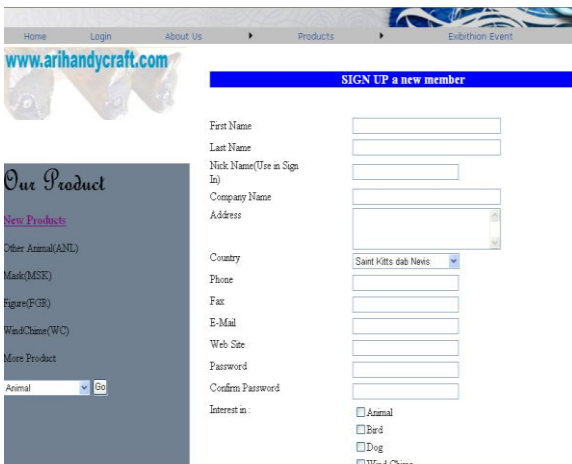 Home Login About Us Products Exibithion Event
www.arihandycraft.com
SIGN UP a new member
First Name
Last Name
Nick Name(Use in Sign
In)
Company Name
Address
Country Saint Kitts dab Nevis
Phone
Fax
E-Mail
Web Site
Password
Confirm Password
Interest in :
Animal
Bird
Dog
Wind Chime
Our Product
New Products
Other Animal(ANL)
Mask(MSK)
Figure(FGR)
WindChime(WC)
More Product
Animal Go